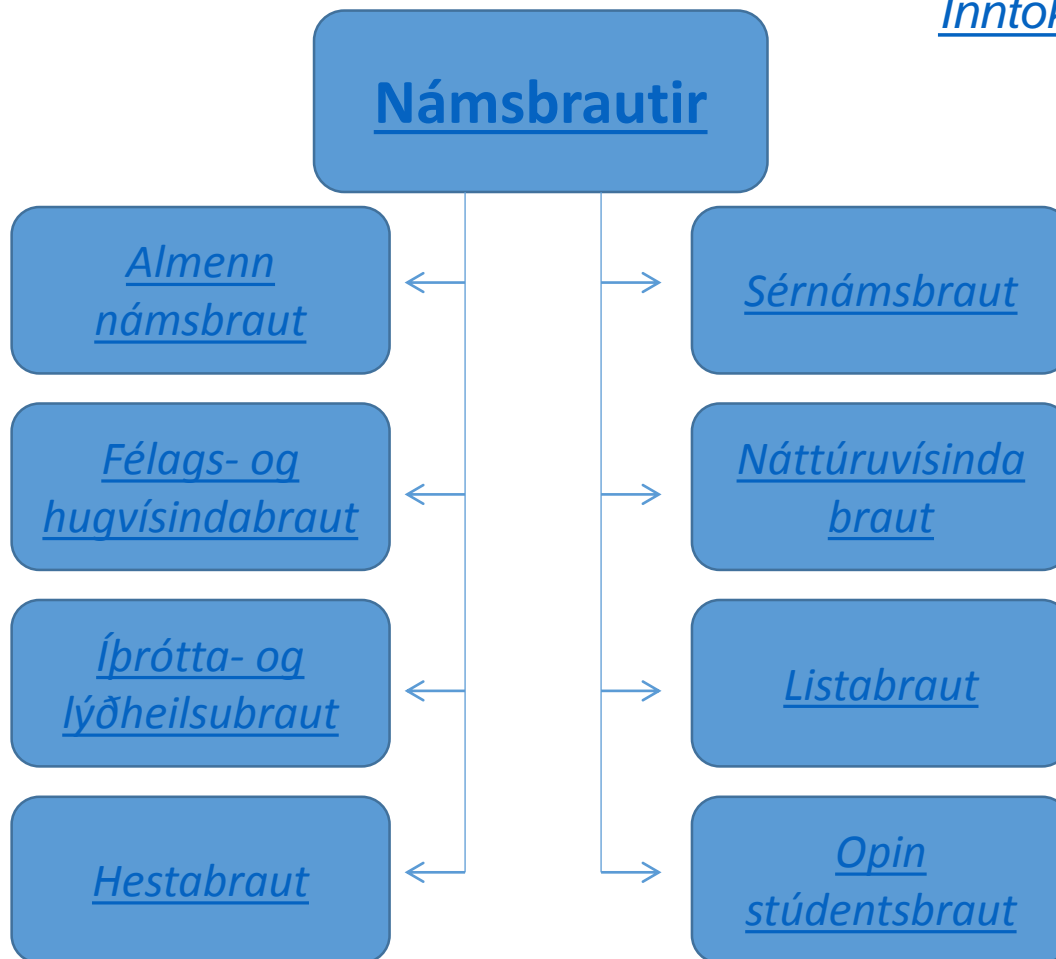 Námsbrautir
Almenn
námsbraut
Sérnámsbraut
Félags- og
hugvísindabraut
Náttúruvísinda
braut
Íþrótta- og
lýðheilsubraut
Listabraut
Hestabraut
Opin
stúdentsbraut